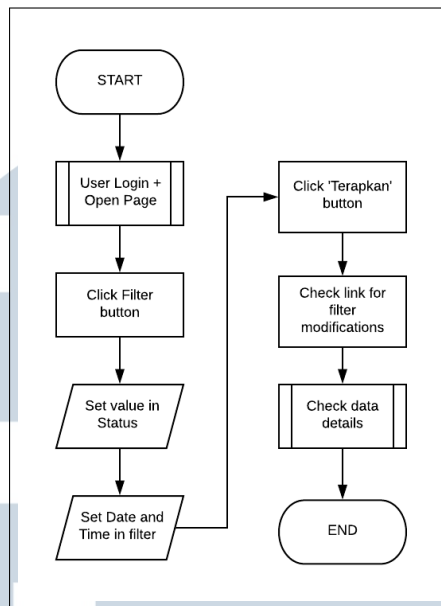 START
User Login +
Open Page
Click Filter
button
Set value in
Status
Set Date and
Time in filter
Click 'Terapkan'
button
Check link for
filter
modifications
Check data
details
END